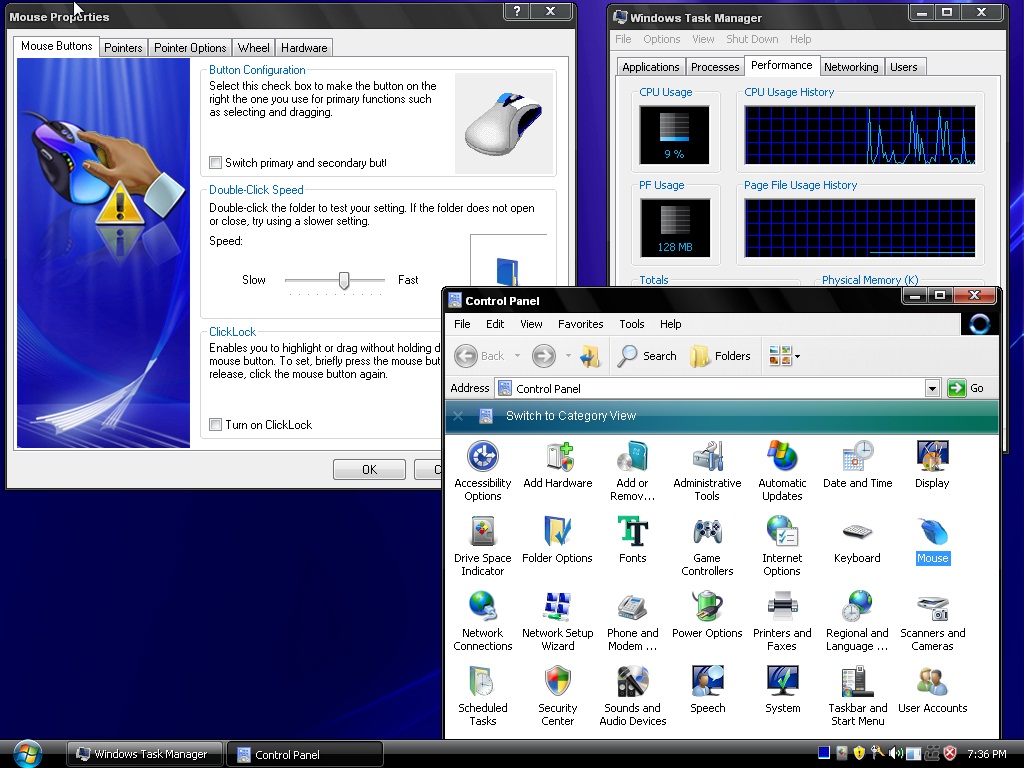 Mouse Properties
Mouse Buttons
Pointers
Pointer Options
Wheel
Hardware
Button Configuration
Select this check box to make the button on the
right the one you use for primary functions such
as selecting and dragging.
Switch primary and secondary but
Double-Click Speed
Double-click the folder to test your setting. If the folder does not open
or close, try using a slower setting.
Speed:
Slow
Fast
ClickLock
Enables you to highlight or drag without holding d
mouse button. To set, briefly press the mouse but
release, click the mouse button again.
Turn on ClickLock
OK
C
Windows Task Manager
File Options View Shut Down Help
Applications
Processes
Performance
Networking
Users
CPU Usage
CPU Usage History
9 %
PF Usage
Page File Usage History
128 MB
Totals
Physical Memory (K)
Control Panel
File Edit View Favorites Tools Help
Back
Search
Folders
Address
Control Panel
Go
Switch to Category View
Accessibility
Options
Add Hardware
Add or
Remov...
Administrative
Tools
Automatic
Updates
Date and Time
Display
Drive Space
Indicator
Folder Options
Fonts
Game
Controllers
Internet
Options
Keyboard
Mouse
Network
Connections
Network Setup
Wizard
Phone and
Modem ...
Power Options
Printers and
Faxes
Regional and
Language ...
Scanners and
Cameras
Scheduled
Tasks
Security
Center
Sounds and
Audio Devices
Speech
System
Taskbar and
Start Menu
User Accounts
Windows Task Manager
Control Panel
7:36 PM